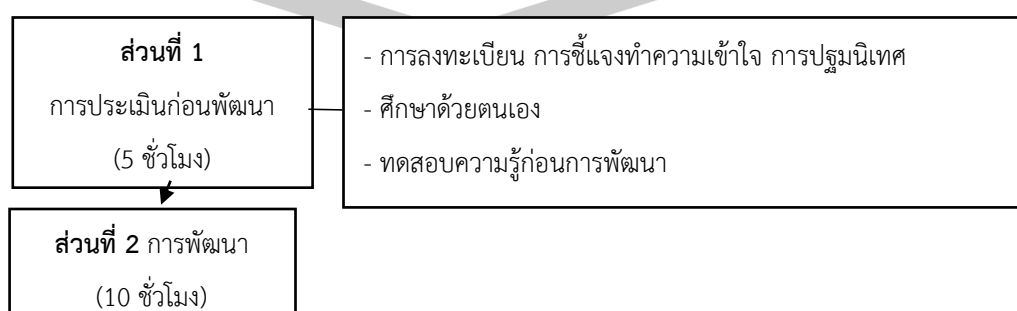 ส่วนที่ 1
การประเมินก่อนพัฒนา
(5 ชั่วโมง)
- การลงทะเบียน การชี้แจงทำความเข้าใจ การปฐมนิเทศ
- ศึกษาด้วยตนเอง
- ทดสอบความรู้ก่อนการพัฒนา
ส่วนที่ 2 การพัฒนา
(10 ชั่วโมง)